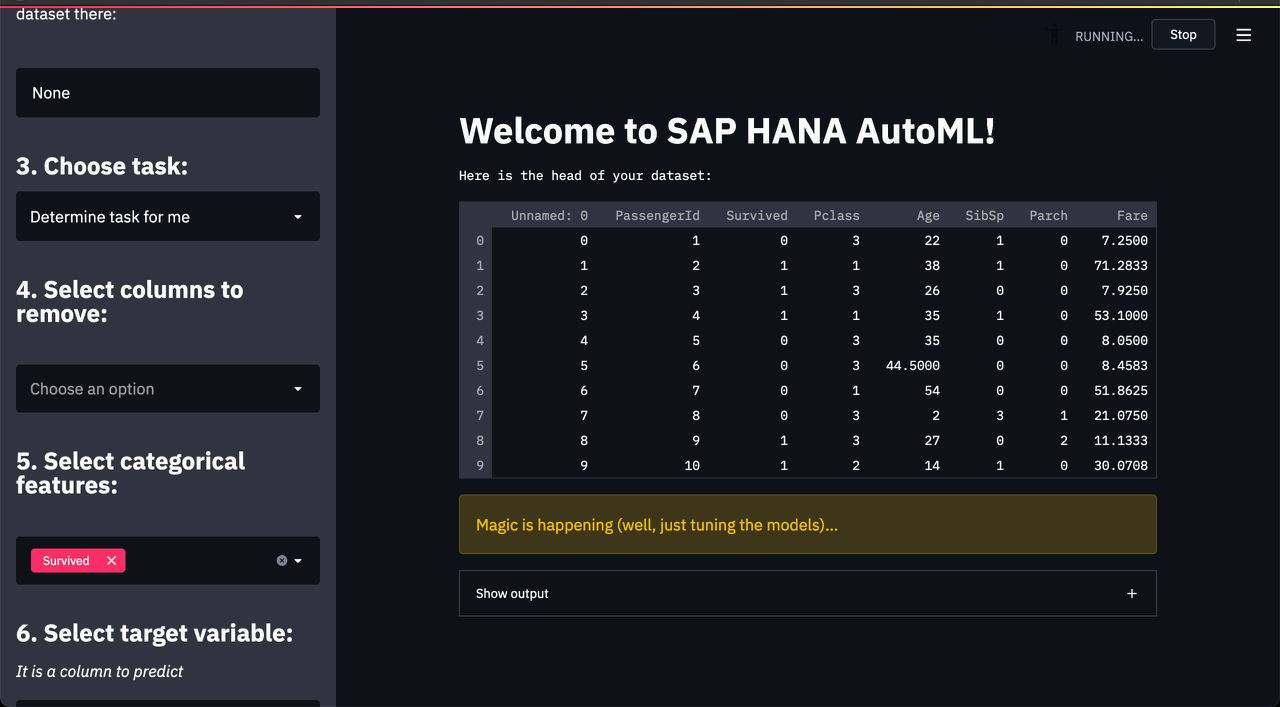 dataset there:
None
3. Choose task:
Determine task for me
4. Select columns to
remove:
Choose an option
5. Select categorical
features:
Survived
6. Select target variable:
It is a column to predict
RUNNING...
Stop
Welcome to SAP HANA AutoML!
Here is the head of your dataset:
Unnamed: 0 PassengerId Survived Pclass Age SibSp Parch Fare
0 0 1 0 3 22 1 0 7.2500
1 1 2 1 1 38 1 0 71.2833
2 2 3 1 3 26 0 0 7.9250
3 3 4 1 1 35 1 0 53.1000
4 4 5 0 3 35 0 0 8.0500
5 5 6 0 3 44.5000 0 0 8.4583
6 6 7 0 1 54 0 0 51.8625
7 7 8 0 3 2 3 1 21.0750
8 8 9 1 3 27 0 2 11.1333
9 9 10 1 2 14 1 0 30.0708
Magic is happening (well, just tuning the models)...
Show output